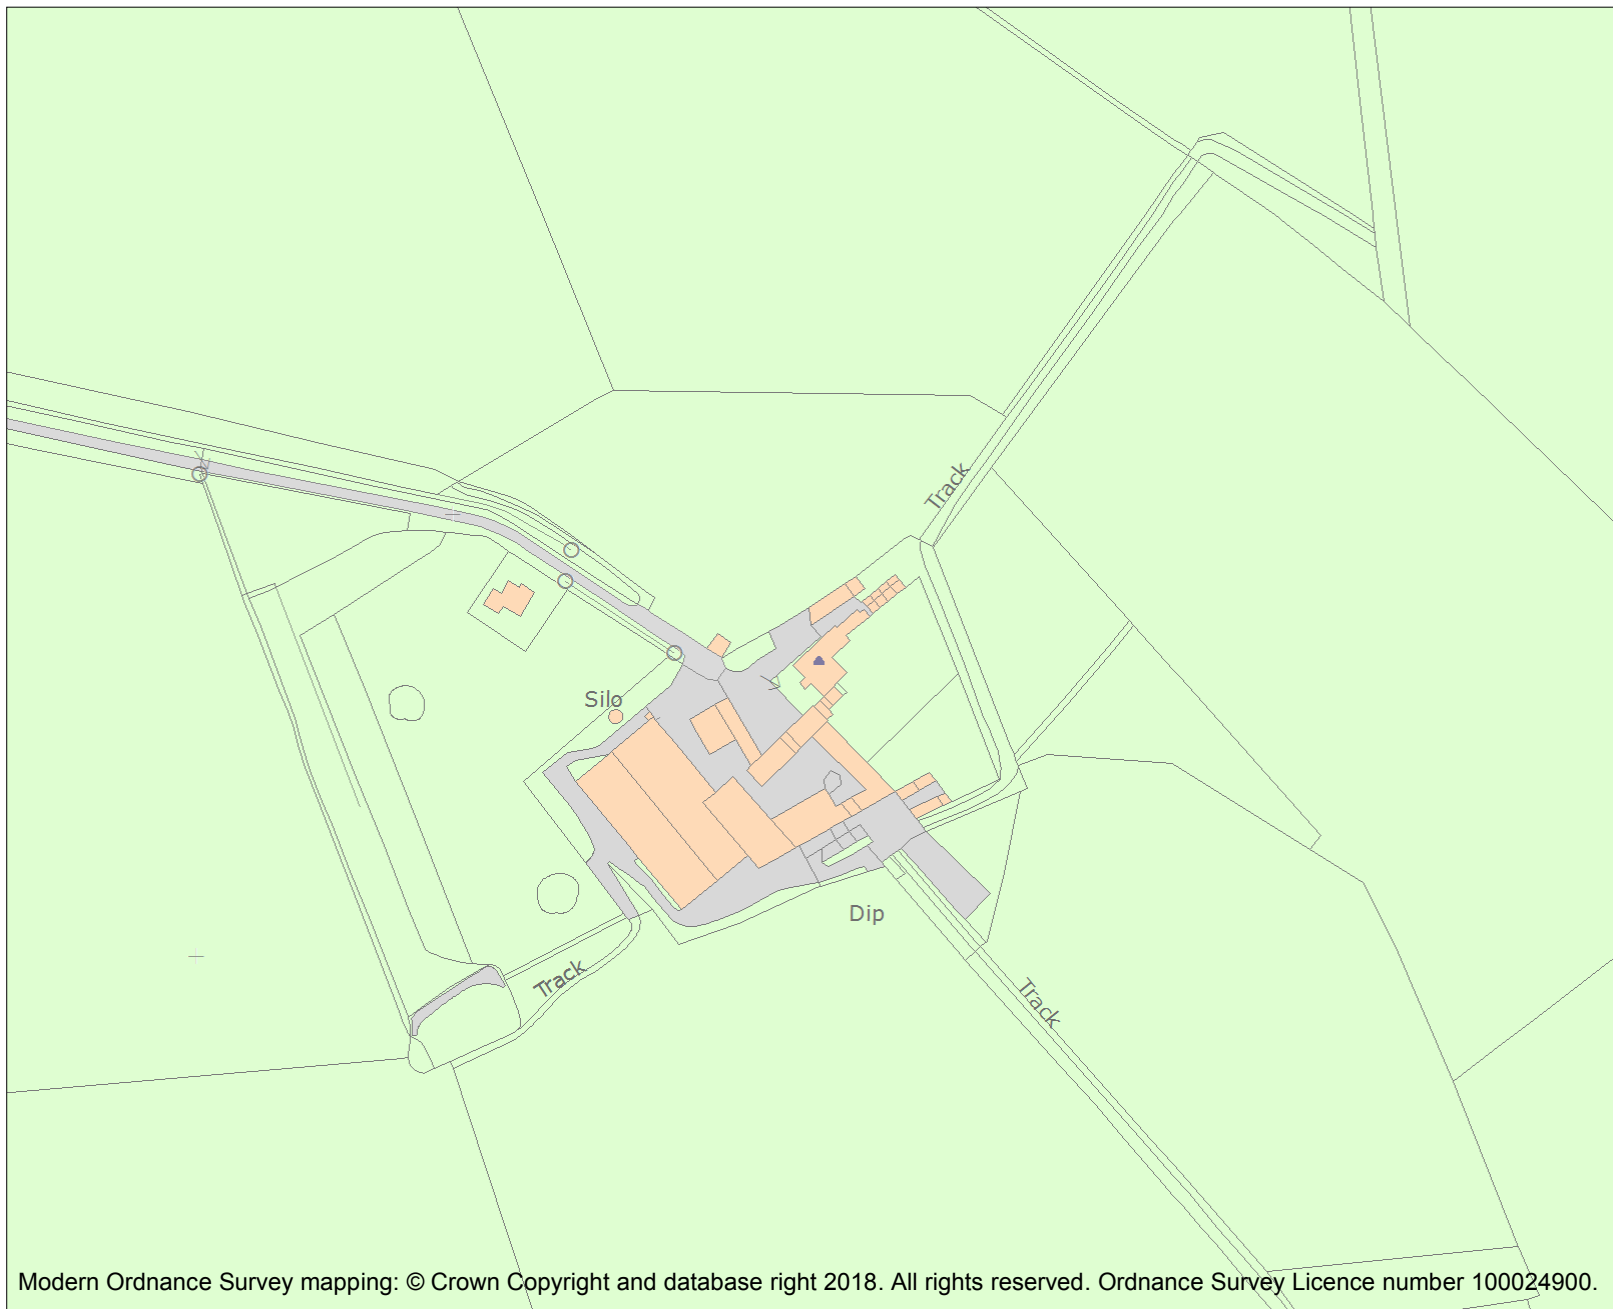 Track
Silo
Dip
Track
Track
Modern Ordnance Survey mapping: © Crown Copyright and database right 2018. All rights reserved. Ordnance Survey Licence number 100024900.